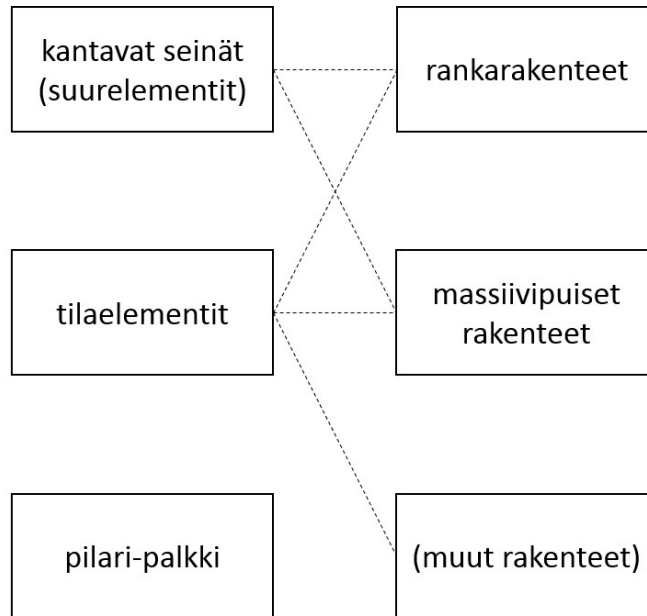 kantavat seinät
(suurelementit)
rankarakenteet
tilaelementit
massiivipuiset
rakenteet
pilari-palkki
(muut rakenteet)